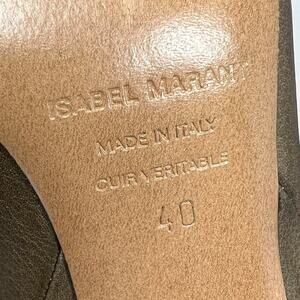 ISABEL MARANT
MADE IN ITALY
CUIR VERITABLE
40